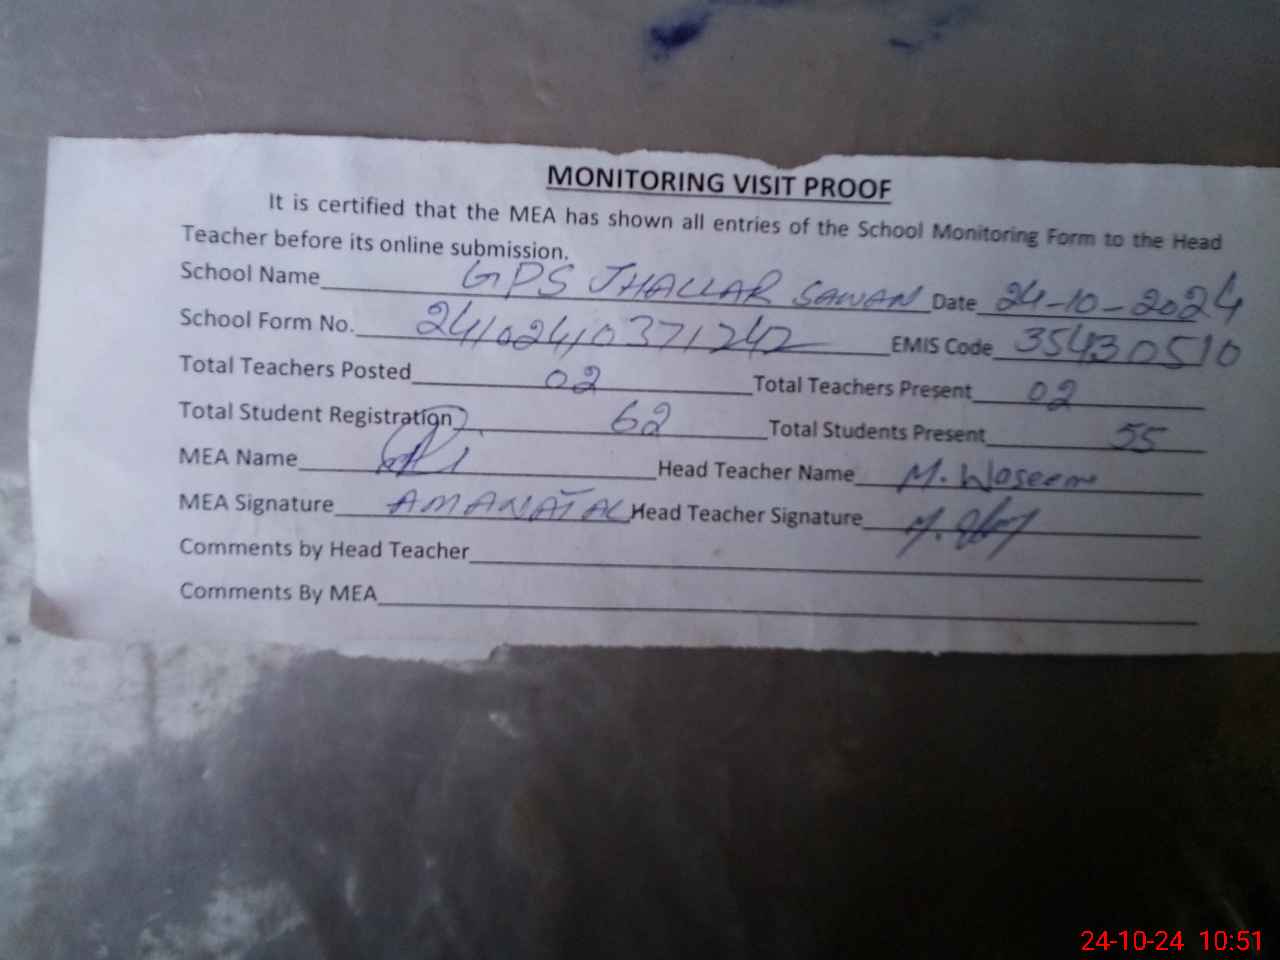 MONITORING VISIT PROOF
It is certified that the MEA has shown all entries of the School Monitoring Form to the Head
Teacher before its online submission.
School Name GPS JHALLAR SAWAN Date 24-10-2024
School Form No. 24102410371242 EMIS Code 35430510
Total Teachers Posted 02 Total Teachers Present 02
Total Student Registration 62 Total Students Present 55
MEA Name Head Teacher Name M. Waseem
MEA Signature AMANAT AL Head Teacher Signature
Comments by Head Teacher
Comments By MEA
24-10-24 10:51